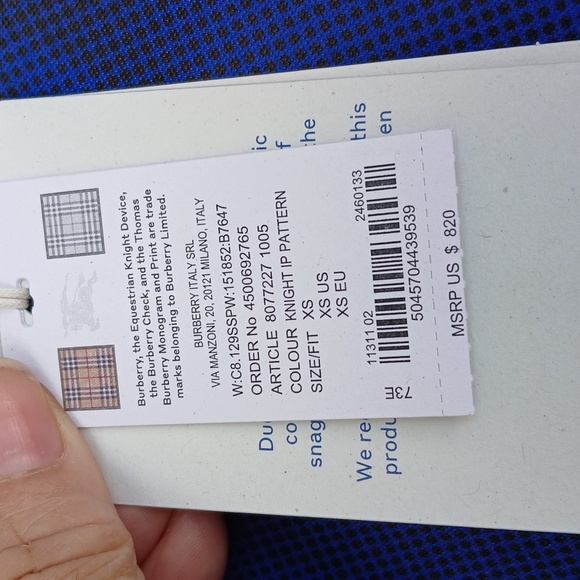 Burberry, the Equestrian Knight Device,
the Burberry Check, and the Thomas
Burberry Monogram and Print are trade
marks belonging to Burberry Limited.
BURBERRY ITALY SRL
VIA MANZONI, 20, 20121 MILANO, ITALY
W:C8.129SSPW:151852:B7647
ORDER No 4500692765
ARTICLE 8077227 1005
COLOUR KNIGHT IP PATTERN
SIZE/FIT XS
XS US
XS EU
11311 02 2460133
5045704439539
73E
MSRP US $ 820
Du ic
co f
snag he
We re this
produ en